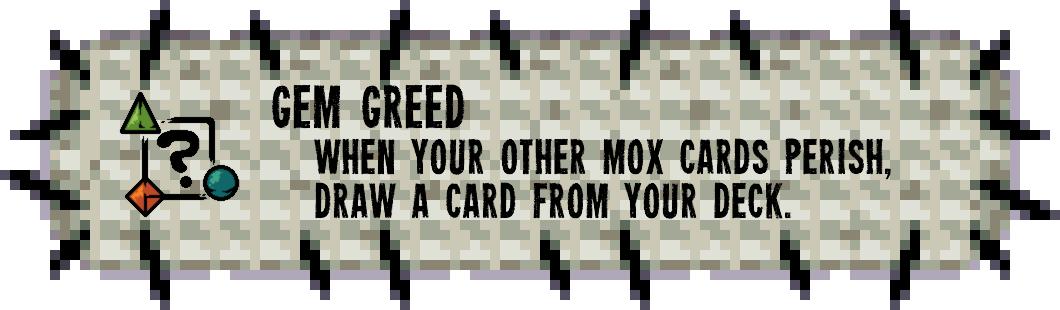 ?
GEM GREED
WHEN YOUR OTHER MOX CARDS PERISH,
DRAW A CARD FROM YOUR DECK.